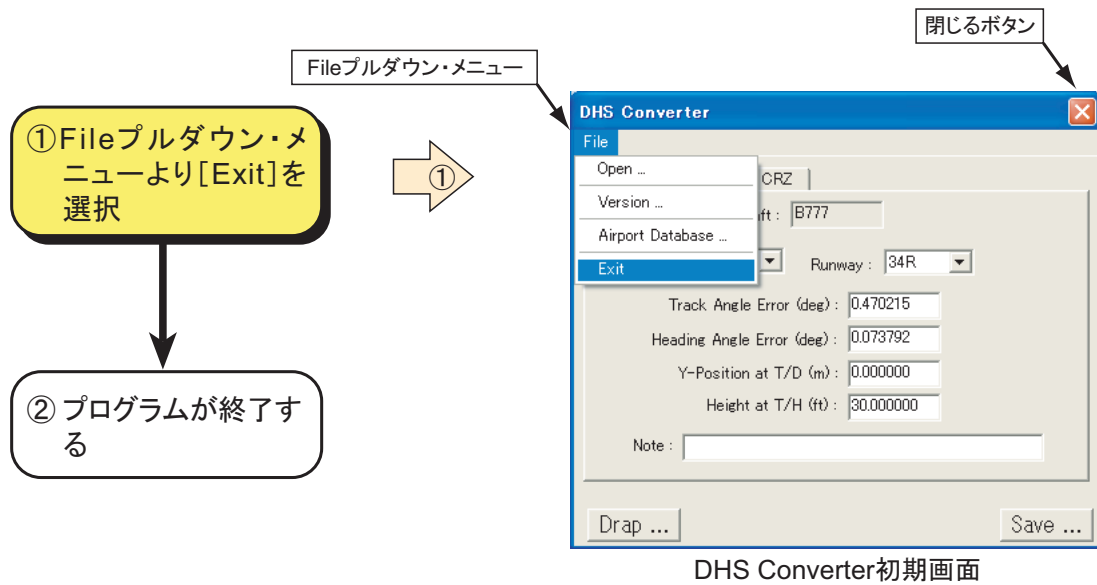 閉じるボタン
Fileプルダウン・メニュー
①Fileプルダウン・メ
ニューより[Exit]を
選択
①
② プログラムが終了す
る
DHS Converter
File
Open ...
Version ...
Airport Database ...
Exit
CRZ
ft : B777
Runway : 34R
Track Angle Error (deg) : 0.470215
Heading Angle Error (deg) : 0.073792
Y-Position at T/D (m) : 0.000000
Height at T/H (ft) : 30.000000
Note :
Drap ... Save ...
DHS Converter初期画面